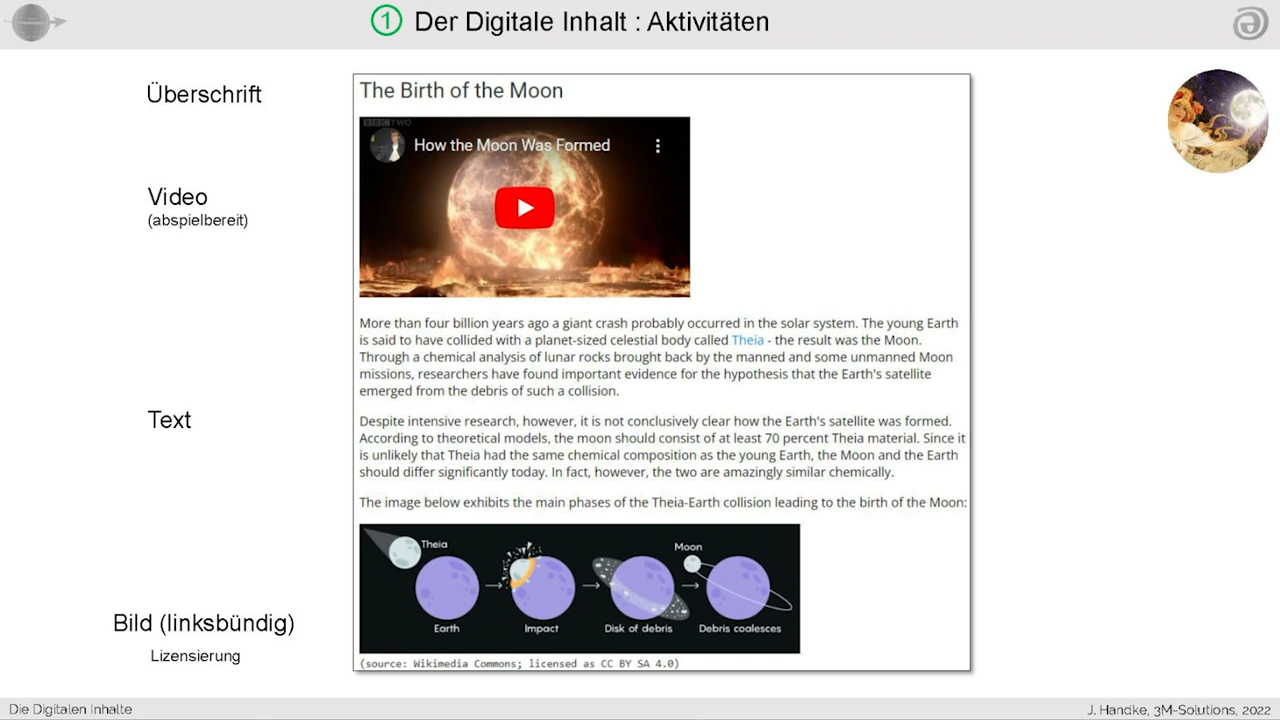 1 Der Digitale Inhalt : Aktivitäten
Überschrift
The Birth of the Moon
BBC TWO
How the Moon Was Formed
Video
(abspielbereit)
More than four billion years ago a giant crash probably occurred in the solar system. The young Earth
is said to have collided with a planet-sized celestial body called Theia - the result was the Moon.
Through a chemical analysis of lunar rocks brought back by the manned and some unmanned Moon
missions, researchers have found important evidence for the hypothesis that the Earth's satellite
emerged from the debris of such a collision.
Text
Despite intensive research, however, it is not conclusively clear how the Earth's satellite was formed.
According to theoretical models, the moon should consist of at least 70 percent Theia material. Since it
is unlikely that Theia had the same chemical composition as the young Earth, the Moon and the Earth
should differ significantly today. In fact, however, the two are amazingly similar chemically.
The image below exhibits the main phases of the Theia-Earth collision leading to the birth of the Moon:
Theia
Moon
Earth
Impact
Disk of debris
Debris coalesces
Bild (linksbündig)
Lizensierung
(source: Wikimedia Commons; licensed as CC BY SA 4.0)
Die Digitalen Inhalte
J. Handke, 3M-Solutions, 2022